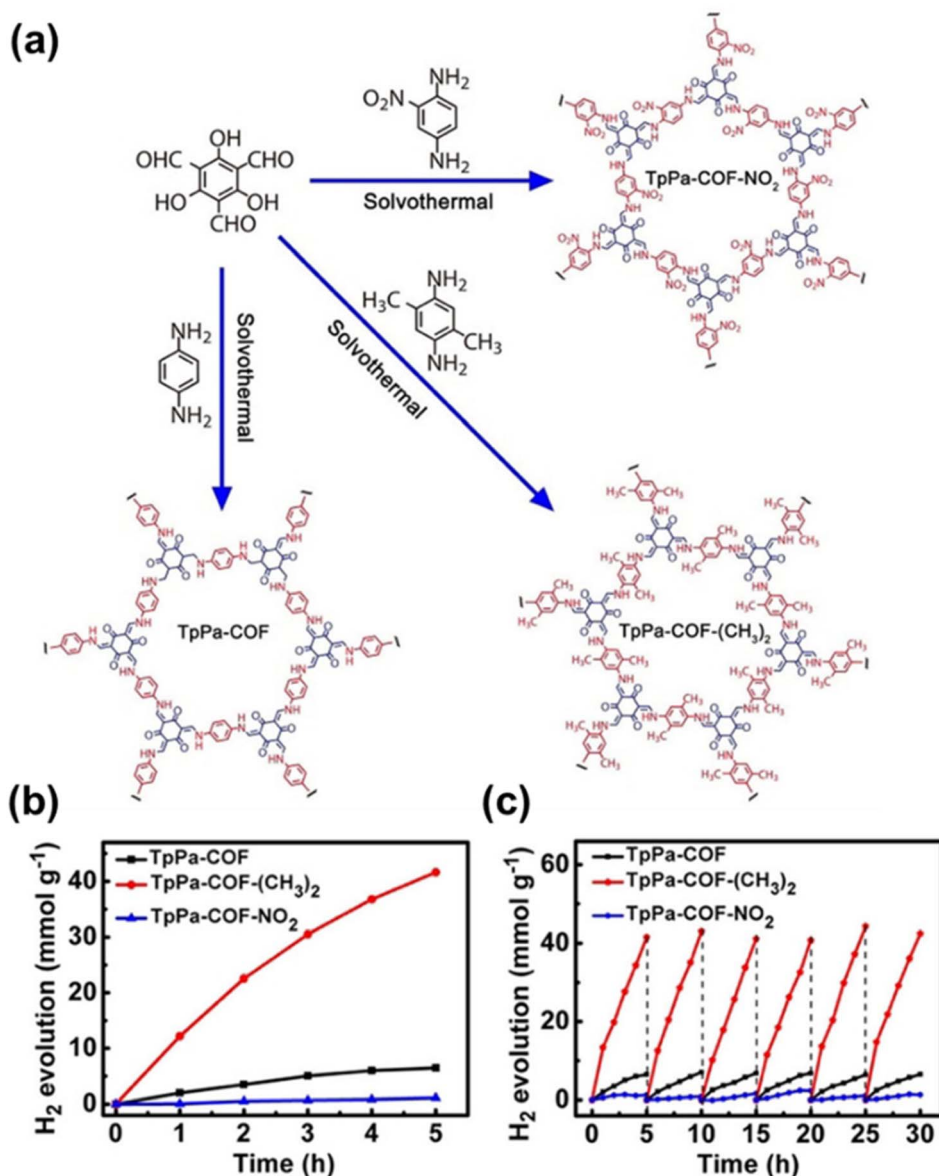 (a)
NH₂
O₂N
NH₂
Solvothermal
OH
OHC
CHO
HO
OH
CHO
NH₂
NH₂
Solvothermal
NH₂
H₃C
CH₃
NH₂
Solvothermal
TpPa-COF-NO₂
TpPa-COF
TpPa-COF-(CH₃)₂
(b)
TpPa-COF
TpPa-COF-(CH₃)₂
TpPa-COF-NO₂
H₂ evolution (mmol g⁻¹)
40
30
20
10
0
0 1 2 3 4 5
Time (h)
(c)
TpPa-COF
TpPa-COF-(CH₃)₂
TpPa-COF-NO₂
H₂ evolution (mmol g⁻¹)
60
40
20
0
0 5 10 15 20 25 30
Time (h)